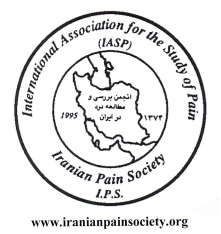 International Association for the Study of Pain
(IASP)
انجمن بررسی و
مطالعه درد
در ایران
1995
۱۳۷۴
Iranian Pain Society
I.P.S.
www.iranianpainsociety.org